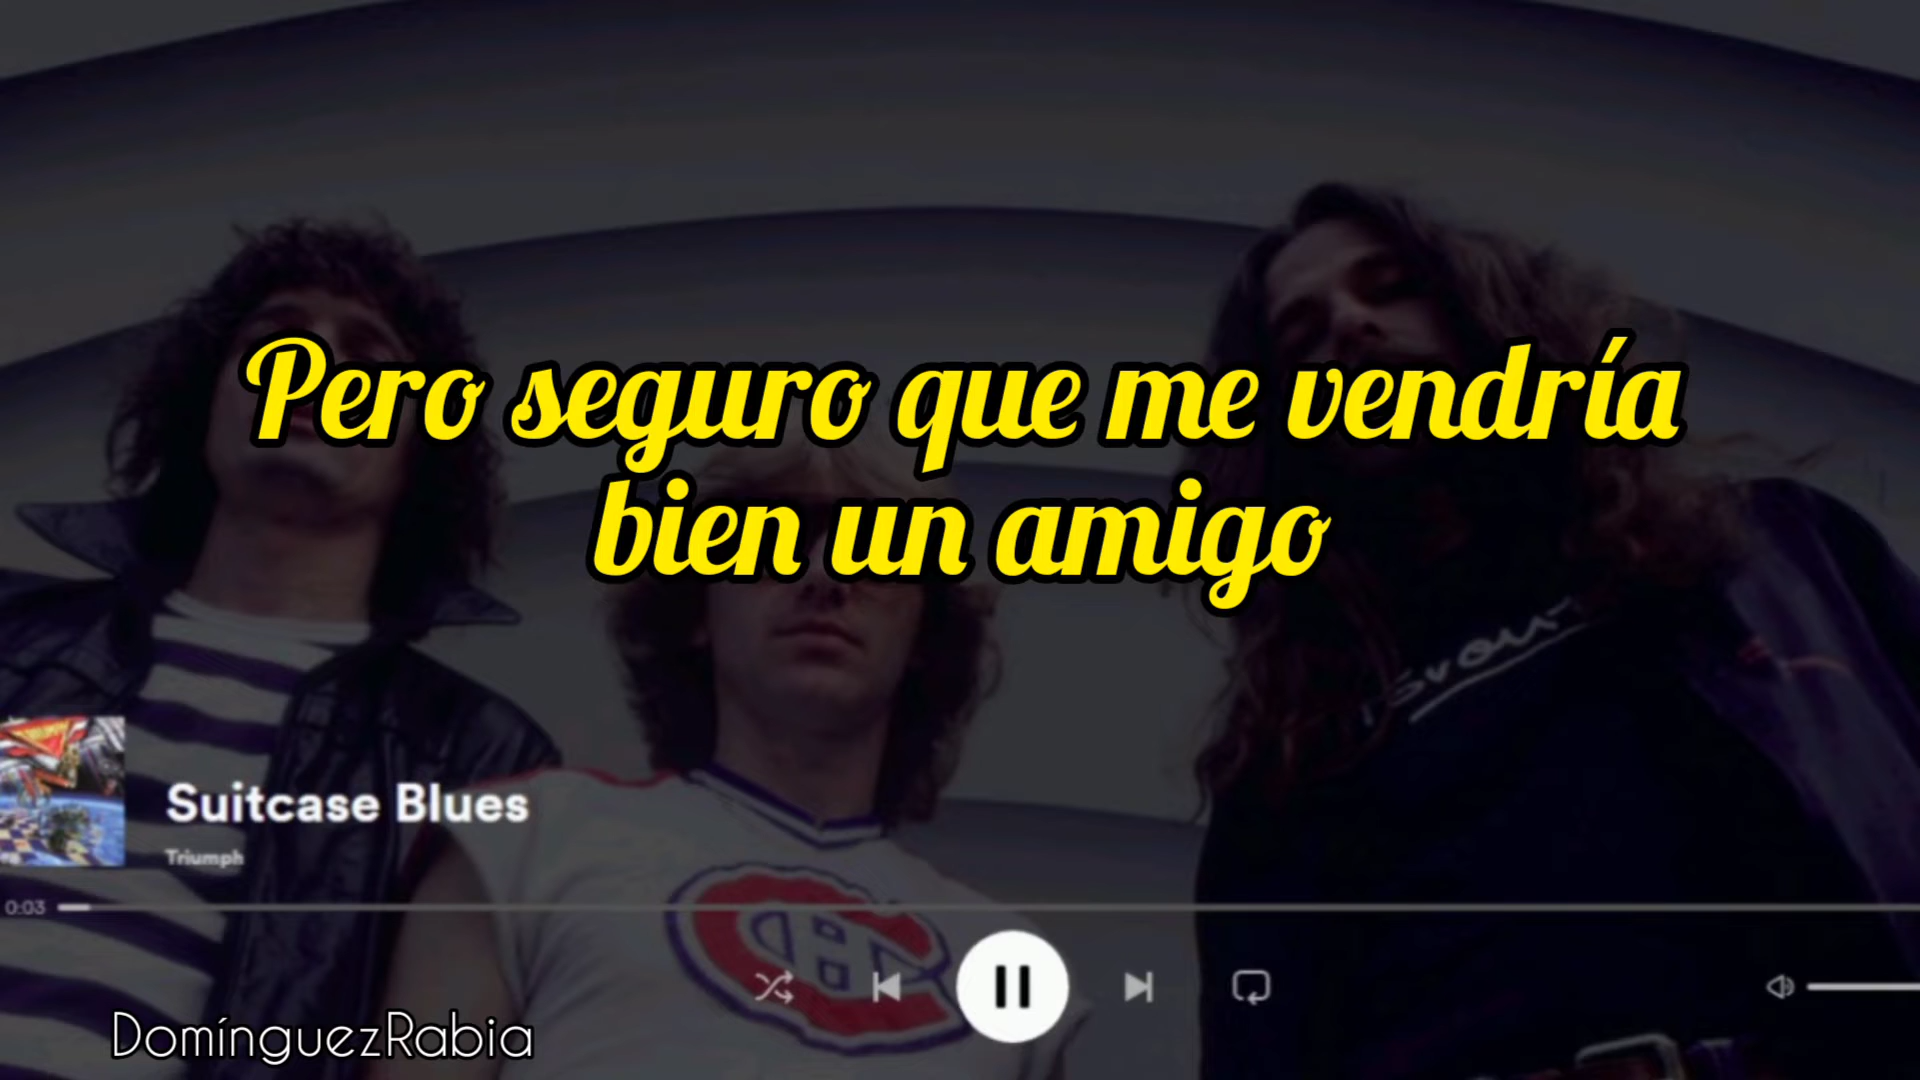 Pero seguro que me vendría
bien un amigo
Suitcase Blues
Triumph
0:03
DomínguezRabia